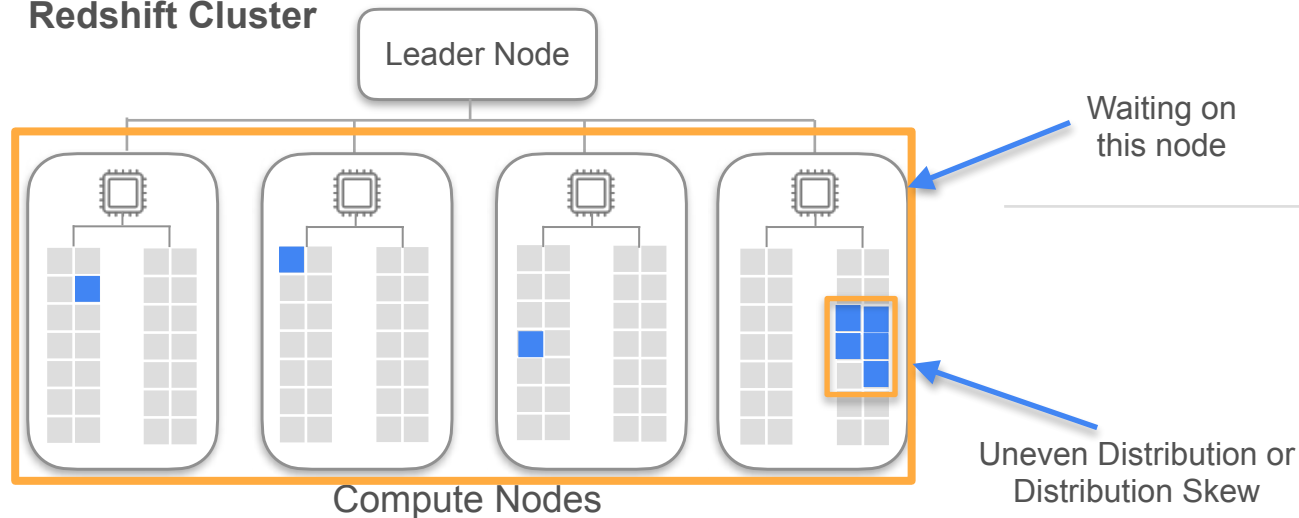 Redshift Cluster
Leader Node
Waiting on
this node
Uneven Distribution or
Distribution Skew
Compute Nodes